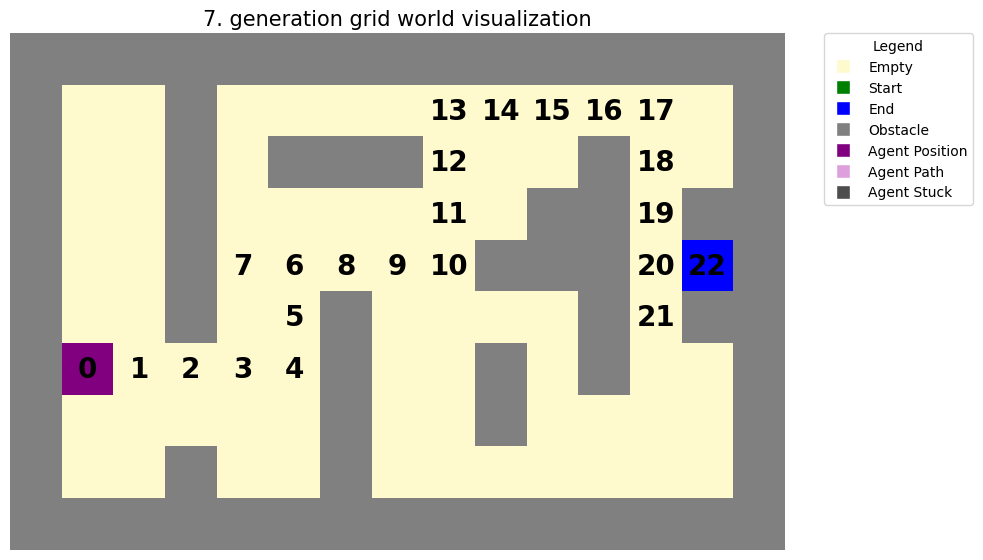 7. generation grid world visualization
Legend
Empty
Start
End
Obstacle
Agent Position
Agent Path
Agent Stuck
13 14 15 16 17
12 18
11 19
7 6 8 9 10 20 22
5 21
0 1 2 3 4